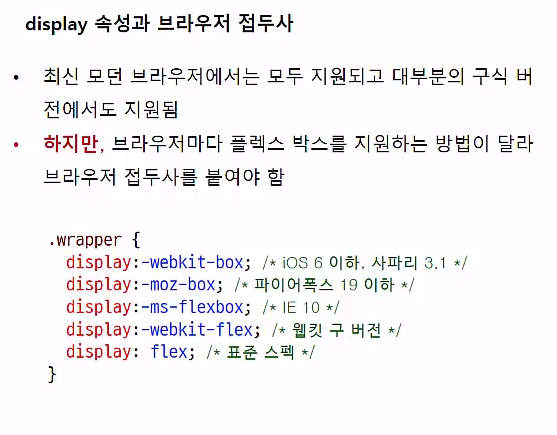 display 속성과 브라우저 접두사
• 최신 모던 브라우저에서는 모두 지원되고 대부분의 구식 버
전에서도 지원됨
• 하지만, 브라우저마다 플렉스 박스를 지원하는 방법이 달라
브라우저 접두사를 붙여야 함
.wrapper {
display:-webkit-box; /* iOS 6 이하, 사파리 3.1 */
display:-moz-box; /* 파이어폭스 19 이하 */
display:-ms-flexbox; /* IE 10 */
display:-webkit-flex; /* 웹킷 구 버전 */
display: flex; /* 표준 스펙 */
}